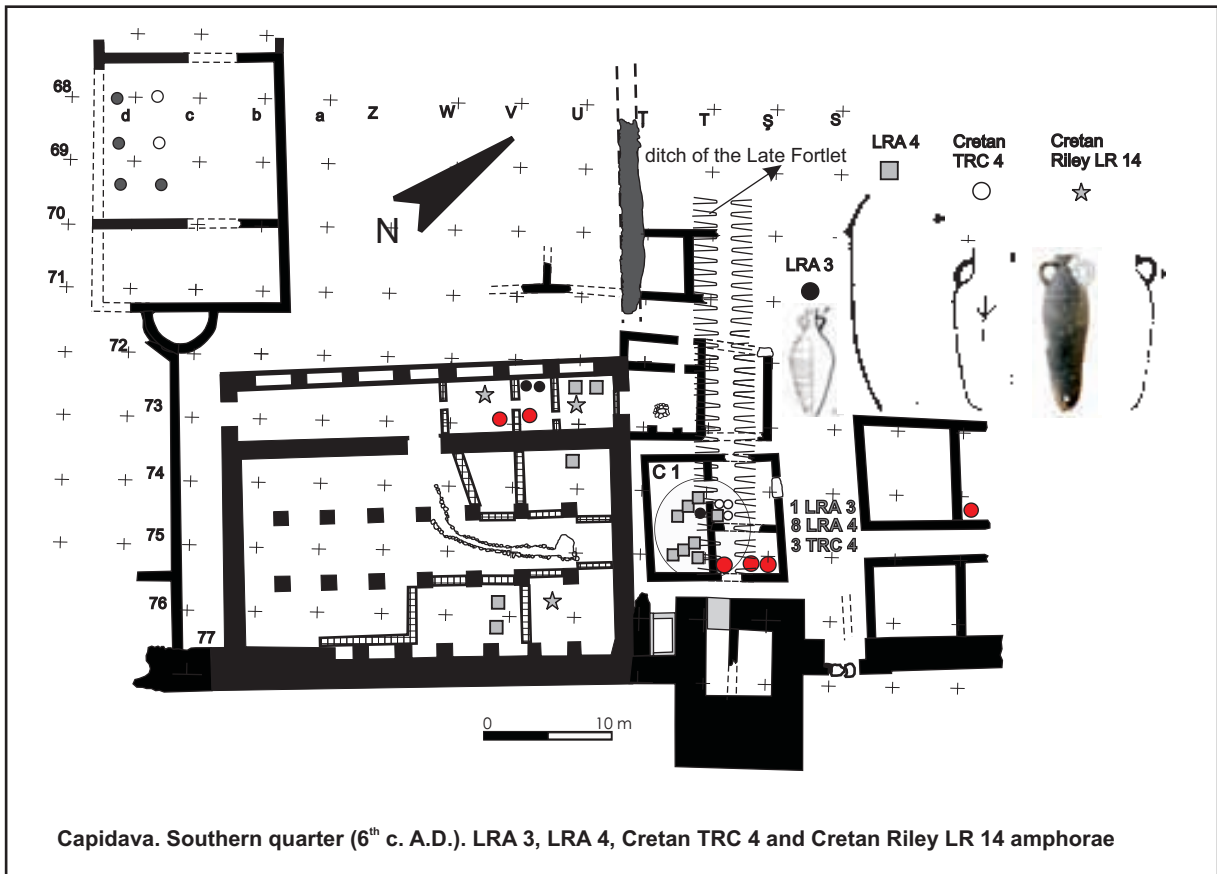 68
d c b a Z W V U T T Ş S
69
70
71
72
73
74
75
76
77
N
ditch of the Late Fortlet
LRA 4
Cretan
TRC 4
Cretan
Riley LR 14
LRA 3
C 1
1 LRA 3
8 LRA 4
3 TRC 4
0 10 m
Capidava. Southern quarter (6th c. A.D.). LRA 3, LRA 4, Cretan TRC 4 and Cretan Riley LR 14 amphorae